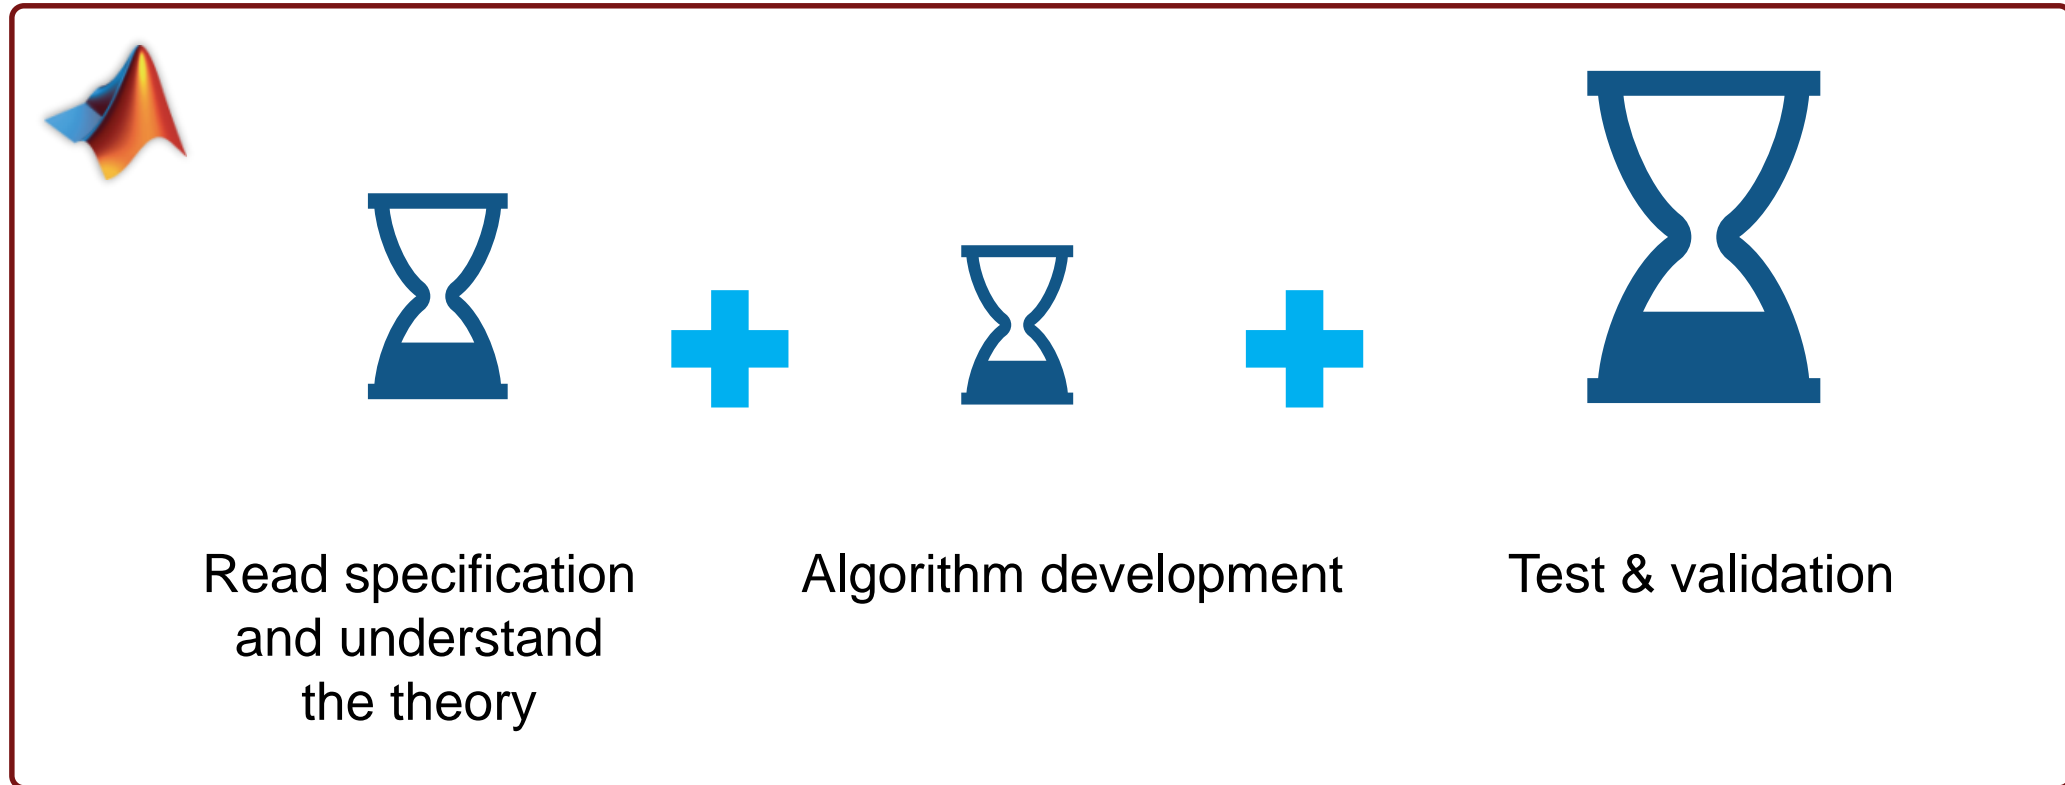 Read specification
and understand
the theory
Algorithm development
Test & validation